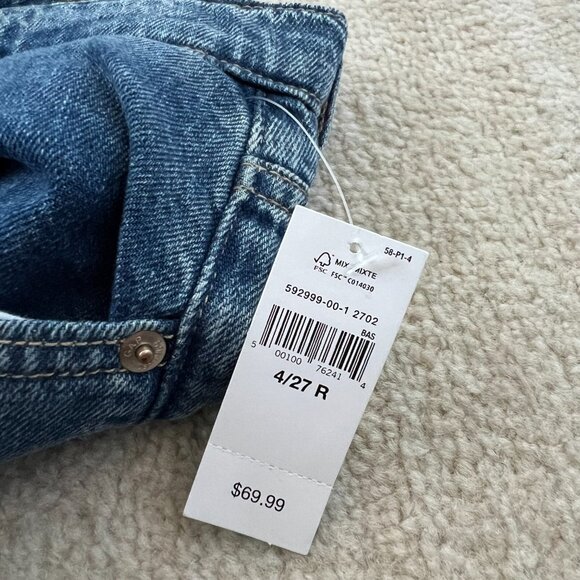 58-P1-4
MIX MIXTE
FSC FSC™ C014030
592999-00-1 2702
BAS
5 00100 76241 4
4/27 R
$69.99